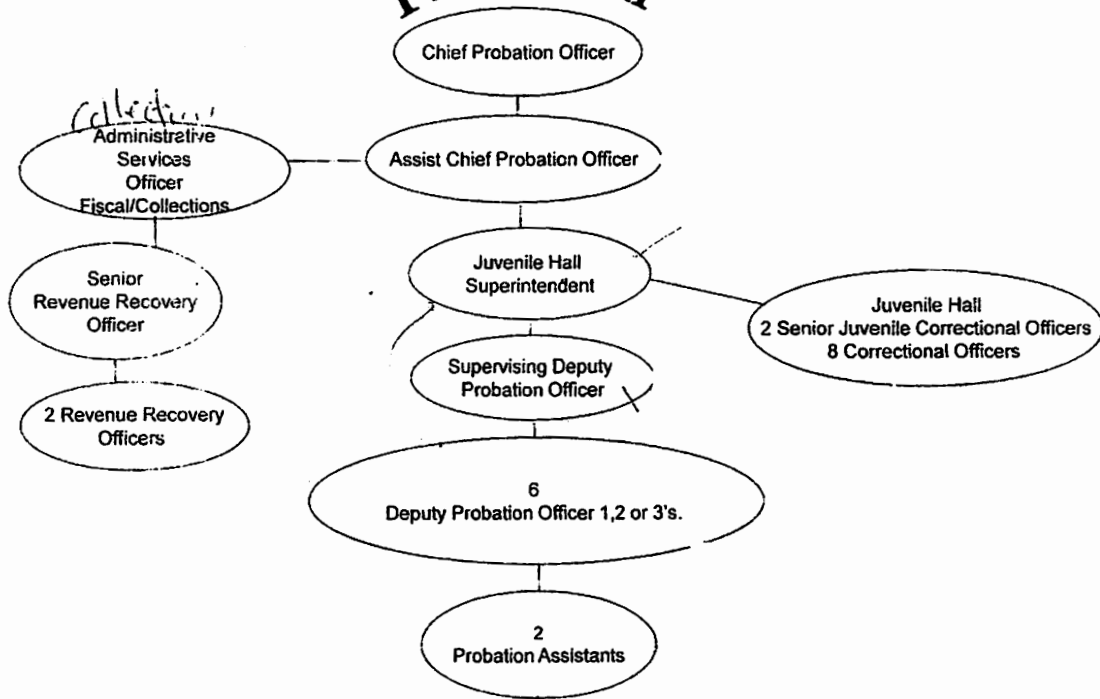 Chief Probation Officer
Collections
Administrative
Services
Officer
Fiscal/Collections
Assist Chief Probation Officer
Senior
Revenue Recovery
Officer
Juvenile Hall
Superintendent
Juvenile Hall
2 Senior Juvenile Correctional Officers
8 Correctional Officers
Supervising Deputy
Probation Officer
2 Revenue Recovery
Officers
6
Deputy Probation Officer 1,2 or 3's.
2
Probation Assistants